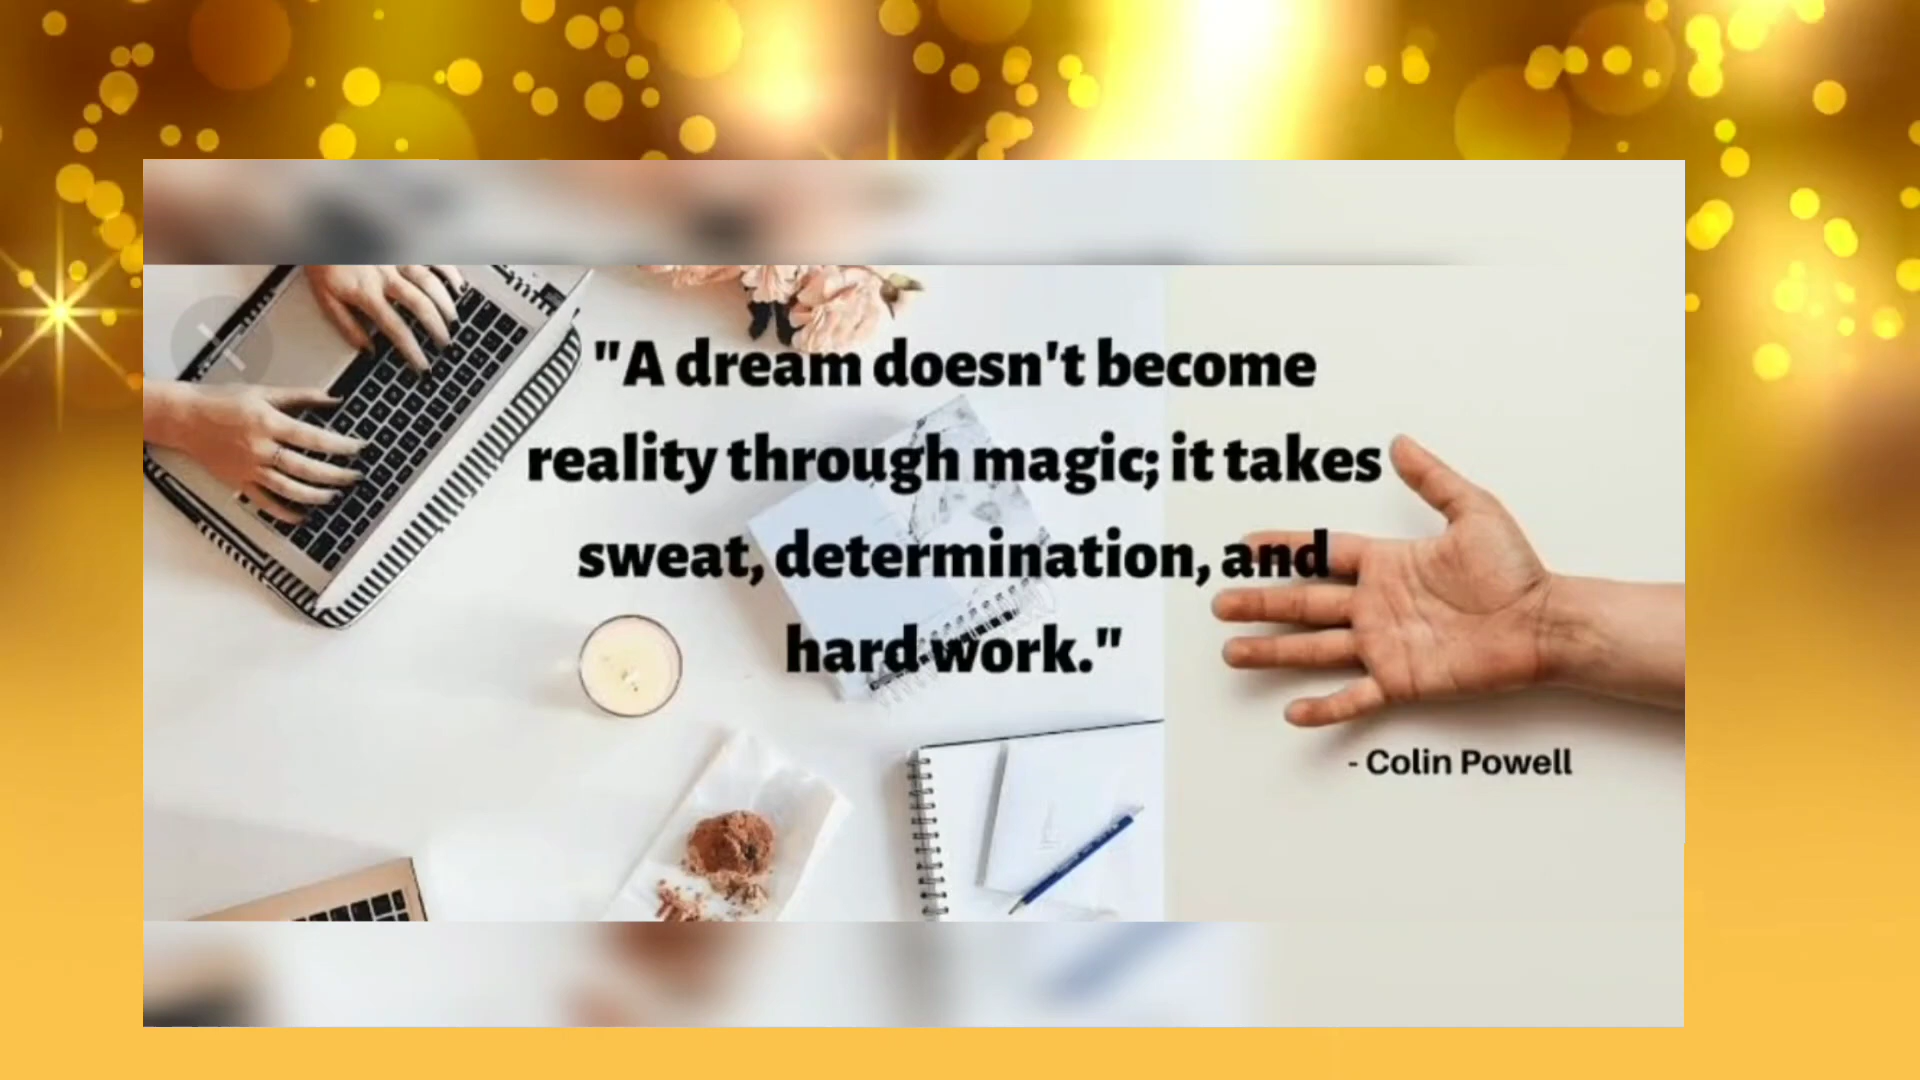 "A dream doesn't become
reality through magic; it takes
sweat, determination, and
hard work."
- Colin Powell